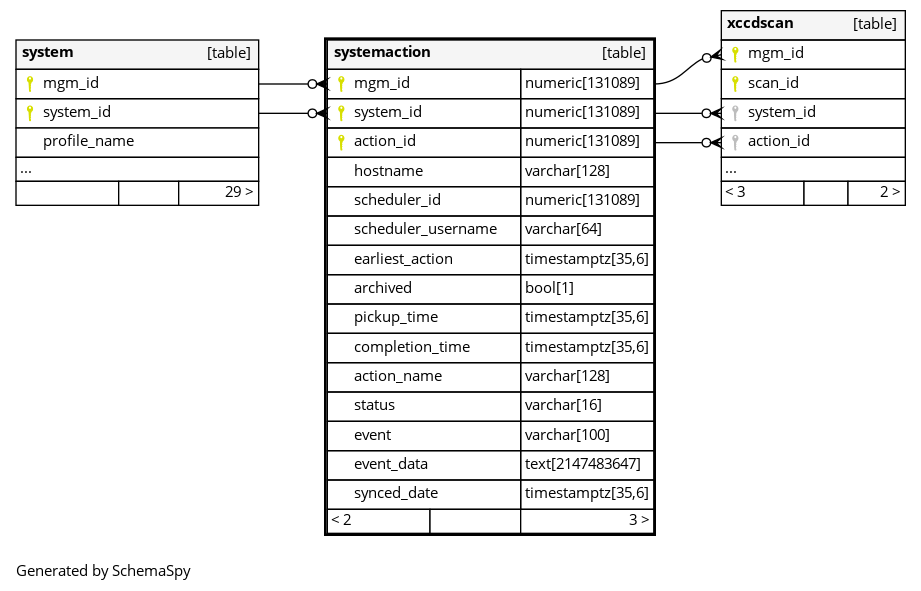 system [table]
mgm_id
system_id
profile_name
...
29 >
systemaction [table]
mgm_id numeric[131089]
system_id numeric[131089]
action_id numeric[131089]
hostname varchar[128]
scheduler_id numeric[131089]
scheduler_username varchar[64]
earliest_action timestamptz[35,6]
archived bool[1]
pickup_time timestamptz[35,6]
completion_time timestamptz[35,6]
action_name varchar[128]
status varchar[16]
event varchar[100]
event_data text[2147483647]
synced_date timestamptz[35,6]
< 2 3 >
xccdscan [table]
mgm_id
scan_id
system_id
action_id
...
< 3 2 >
Generated by SchemaSpy